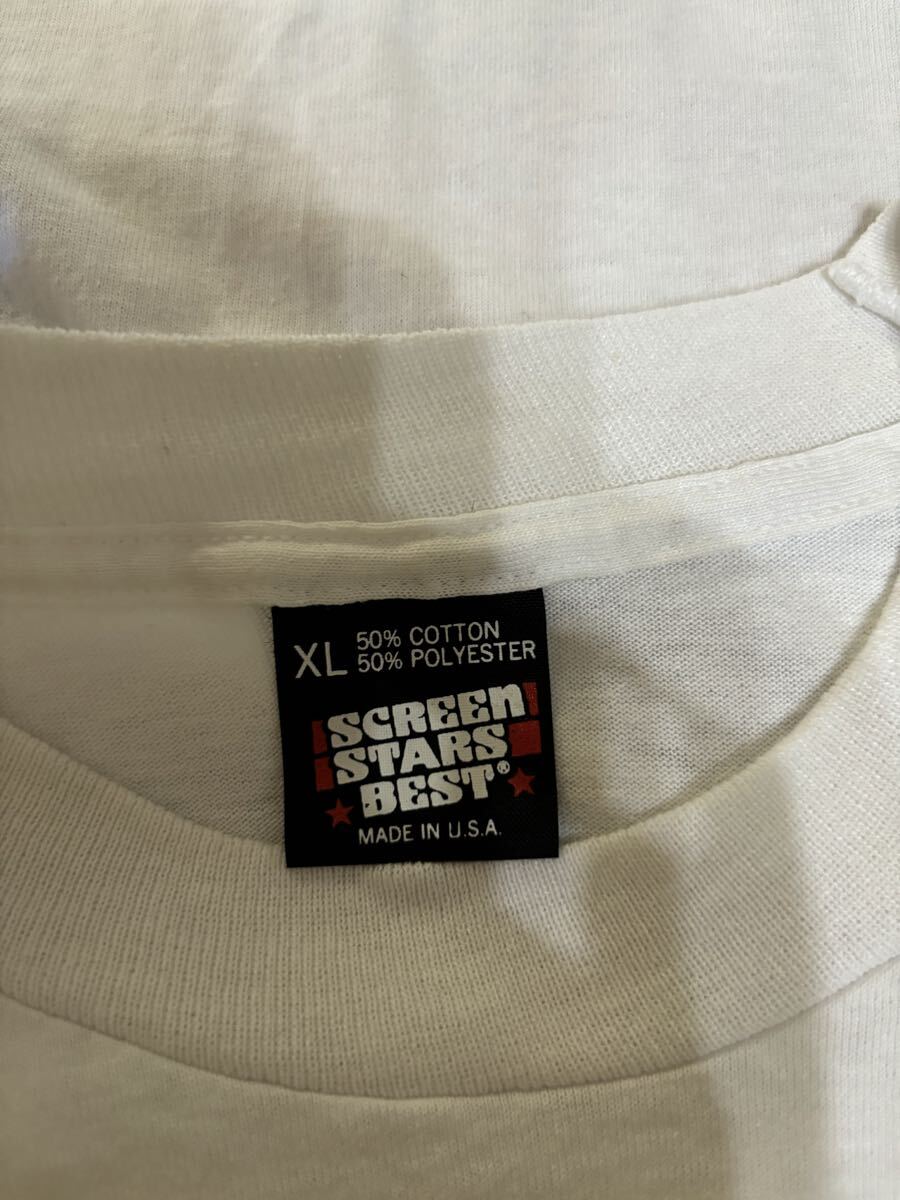 XL 50% COTTON
50% POLYESTER
SCREEN
STARS
BEST®
MADE IN U.S.A.